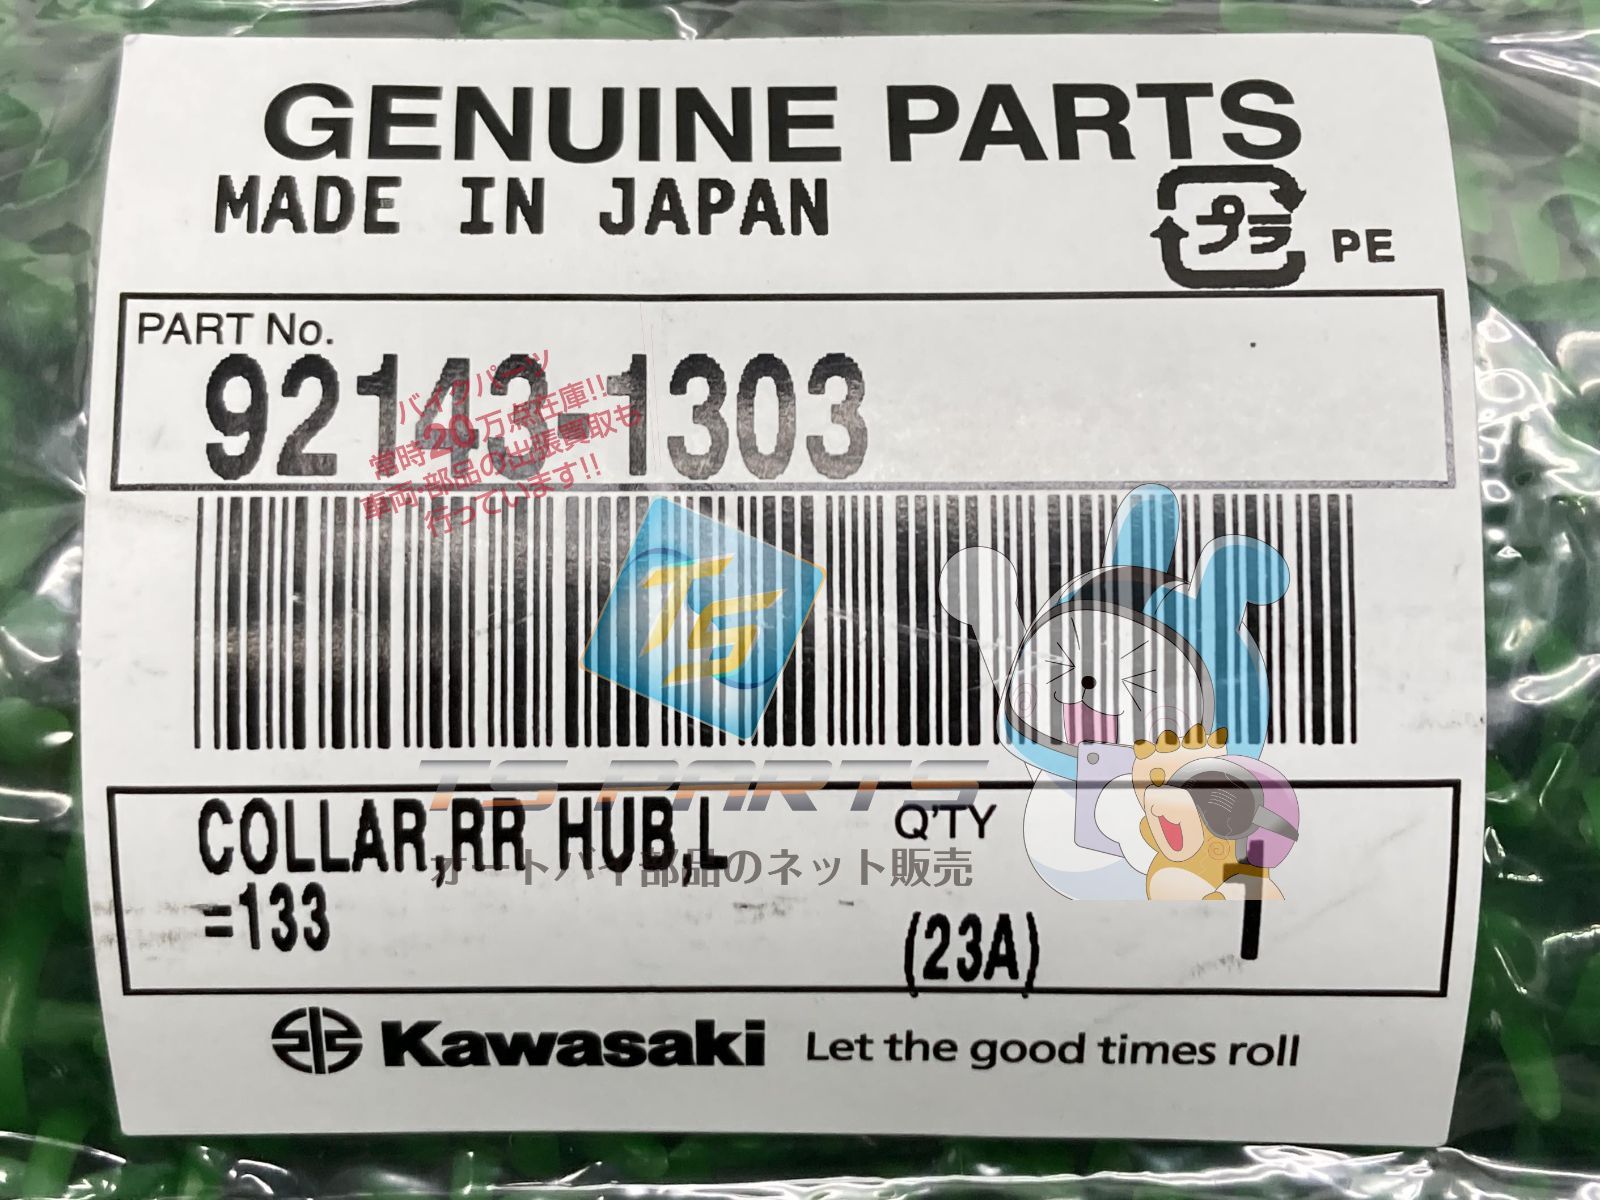 GENUINE PARTS
MADE IN JAPAN
プラ PE
PART No.
92143-1303
バイクパーツ
常時20万点在庫!!
車両・部品の出張買取も
行っています!!
TS
TS PARTS
オートバイ部品のネット販売
COLLAR,RR HUB,L
=133
Q'TY
1
(23A)
Kawasaki Let the good times roll